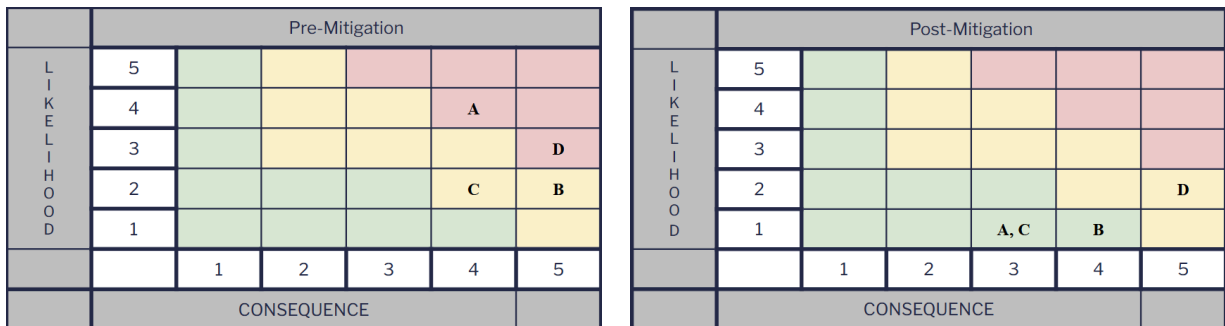 Pre-Mitigation
LIKELIHOOD
5
4 A
3 D
2 C B
1
1 2 3 4 5
CONSEQUENCE
Post-Mitigation
LIKELIHOOD
5
4
3
2 D
1 A, C B
1 2 3 4 5
CONSEQUENCE